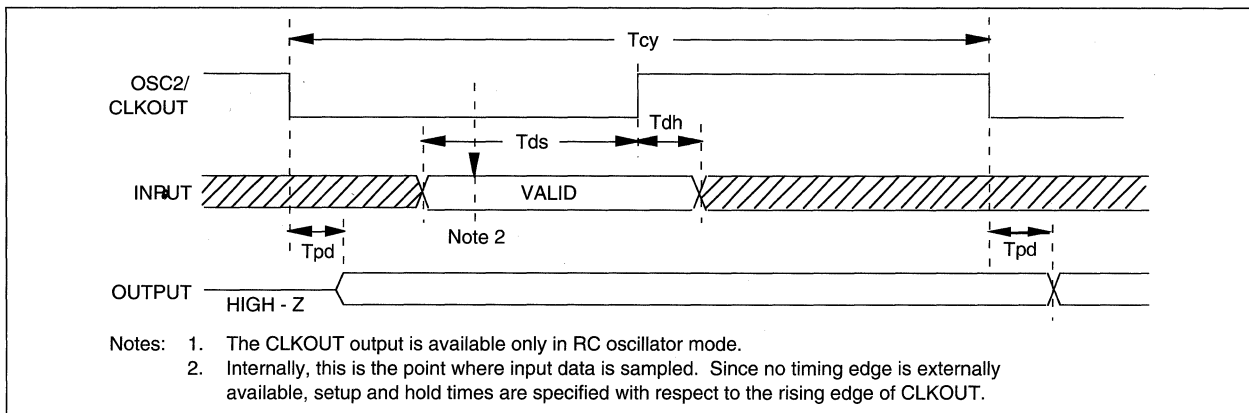 Tcy
OSC2/
CLKOUT
Tds
Tdh
INPUT
VALID
Tpd
Note 2
Tpd
OUTPUT
HIGH - Z
Notes: 1. The CLKOUT output is available only in RC oscillator mode.
2. Internally, this is the point where input data is sampled. Since no timing edge is externally
available, setup and hold times are specified with respect to the rising edge of CLKOUT.